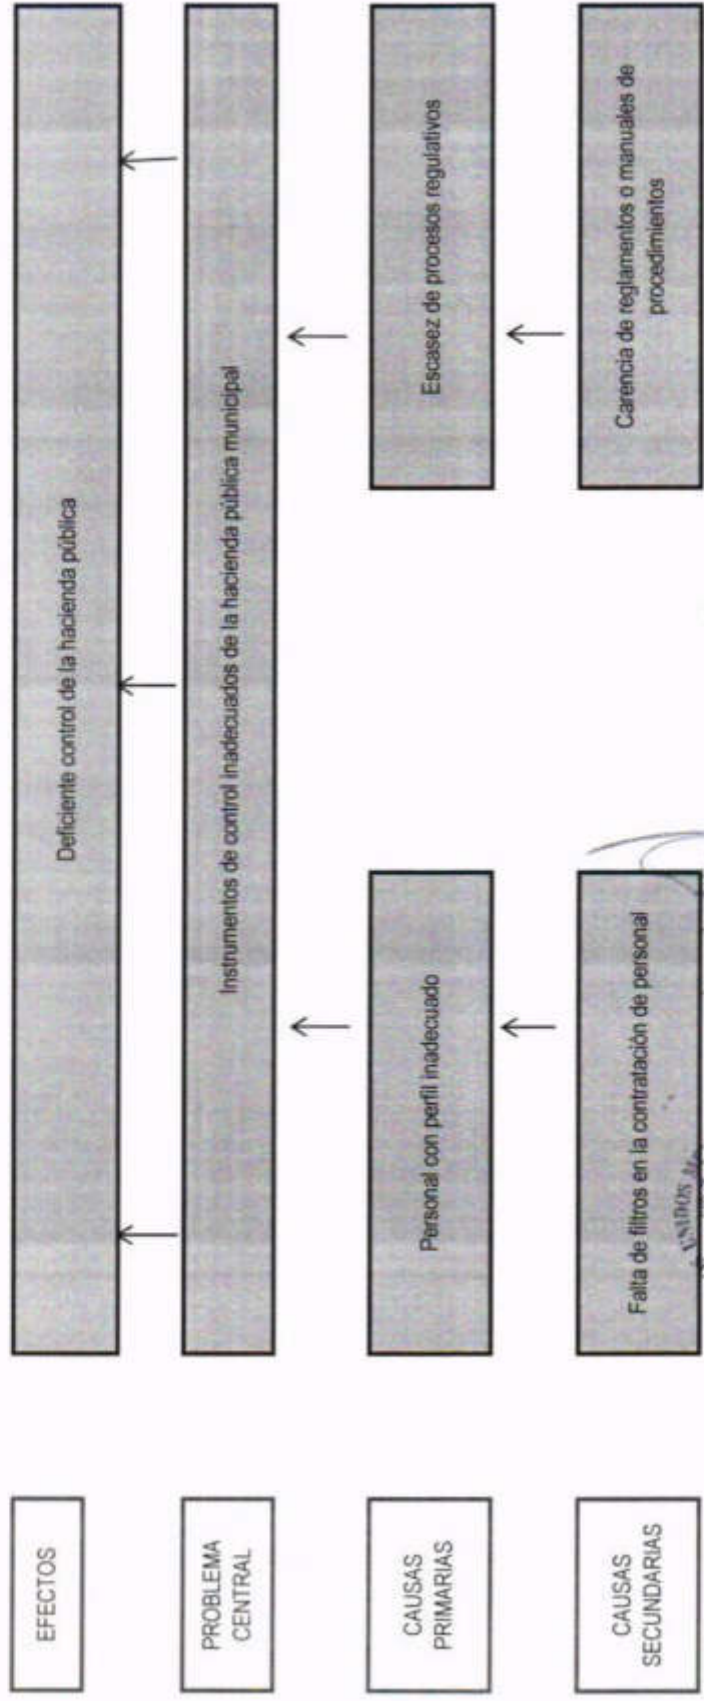 EFECTOS
Deficiente control de la hacienda pública
PROBLEMA
CENTRAL
Instrumentos de control inadecuados de la hacienda pública municipal
CAUSAS
PRIMARIAS
Personal con perfil inadecuado
Escasez de procesos regulativos
CAUSAS
SECUNDARIAS
Falta de filtros en la contratación de personal
Carencia de reglamentos o manuales de
procedimientos
UNIDOS